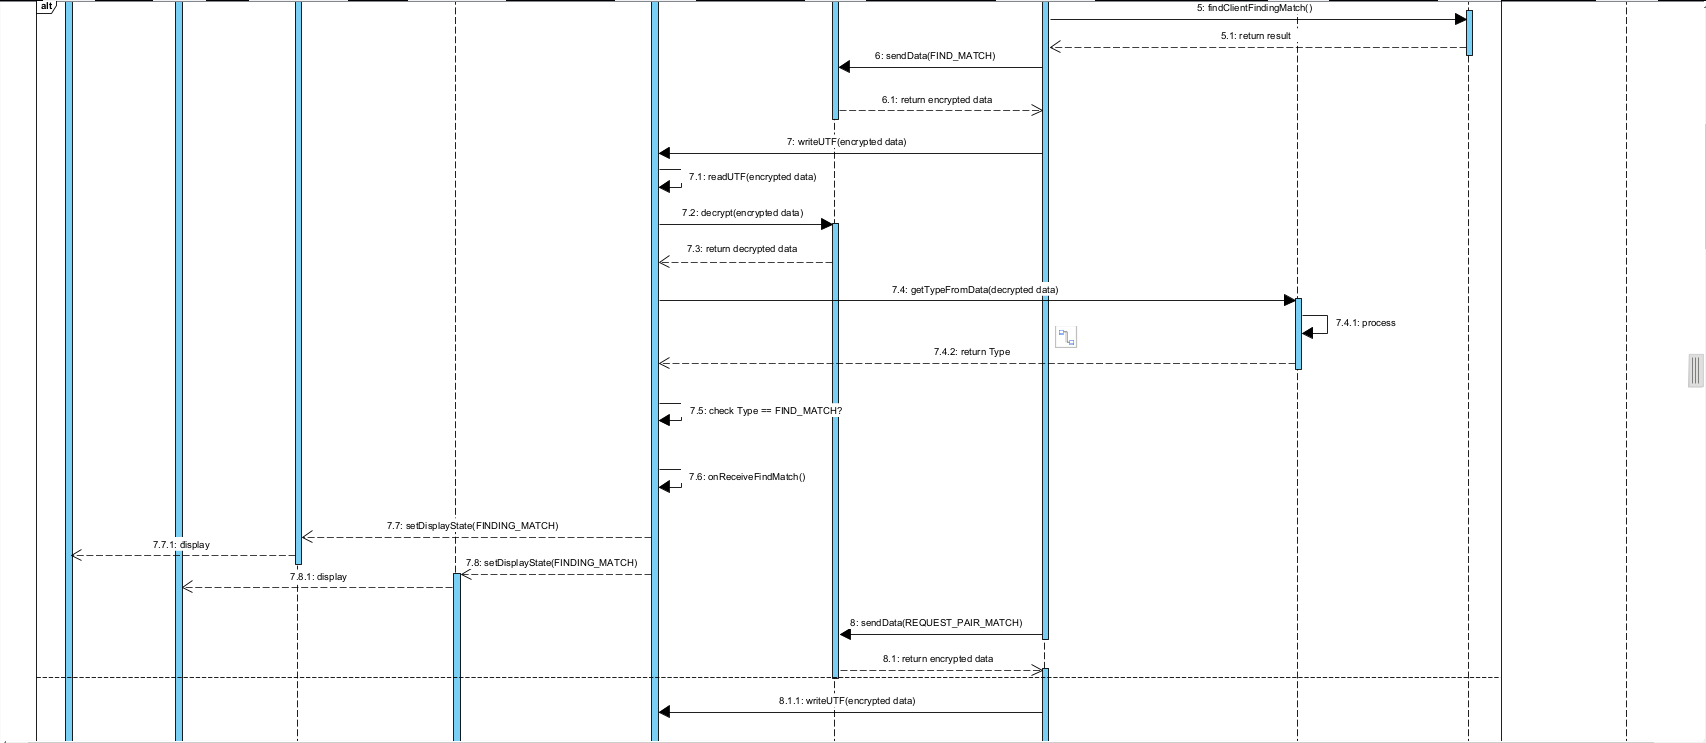 alt
5: findClientFindingMatch()
5.1: return result
6: sendData(FIND_MATCH)
6.1: return encrypted data
7: writeUTF(encrypted data)
7.1: readUTF(encrypted data)
7.2: decrypt(encrypted data)
7.3: return decrypted data
7.4: getTypeFromData(decrypted data)
7.4.1: process
7.4.2: return Type
7.5: check Type == FIND_MATCH?
7.6: onReceiveFindMatch()
7.7: setDisplayState(FINDING_MATCH)
7.7.1: display
7.8: setDisplayState(FINDING_MATCH)
7.8.1: display
8: sendData(REQUEST_PAIR_MATCH)
8.1: return encrypted data
8.1.1: writeUTF(encrypted data)